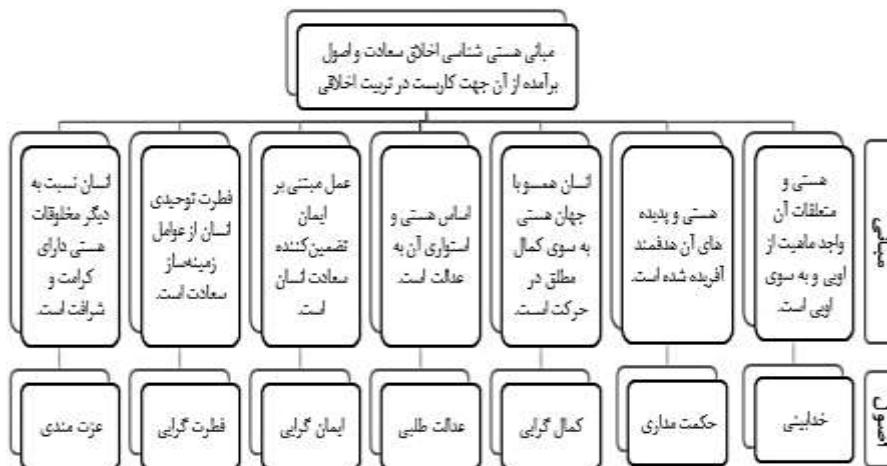 مبانی هستی شناسی اخلاق سعادت و اصول
برآمده از آن جهت کاربست در تربیت اخلاقی
مبانی
هستی و
متعلقات آن
واجد ماهیت از
اویی و به سوی
اویی است.
هستی و پدیده
های آن هدفمند
آفریده شده است.
انسان همسو با
جهان هستی
به سوی کمال
مطلق در
حرکت است.
اساس هستی و
استواری آن به
عدالت است.
عمل مبتنی بر
ایمان
تضمین‌کننده
سعادت انسان
است
فطرت توحیدی
انسان از عوامل
زمینه‌ساز
سعادت است.
انسان نسبت به
دیگر مخلوقات
هستی دارای
کرامت و
شرافت است.
اصول
خدابینی
حکمت مداری
کمال گرایی
عدالت طلبی
ایمان گرایی
فطرت گرایی
عزت مندی